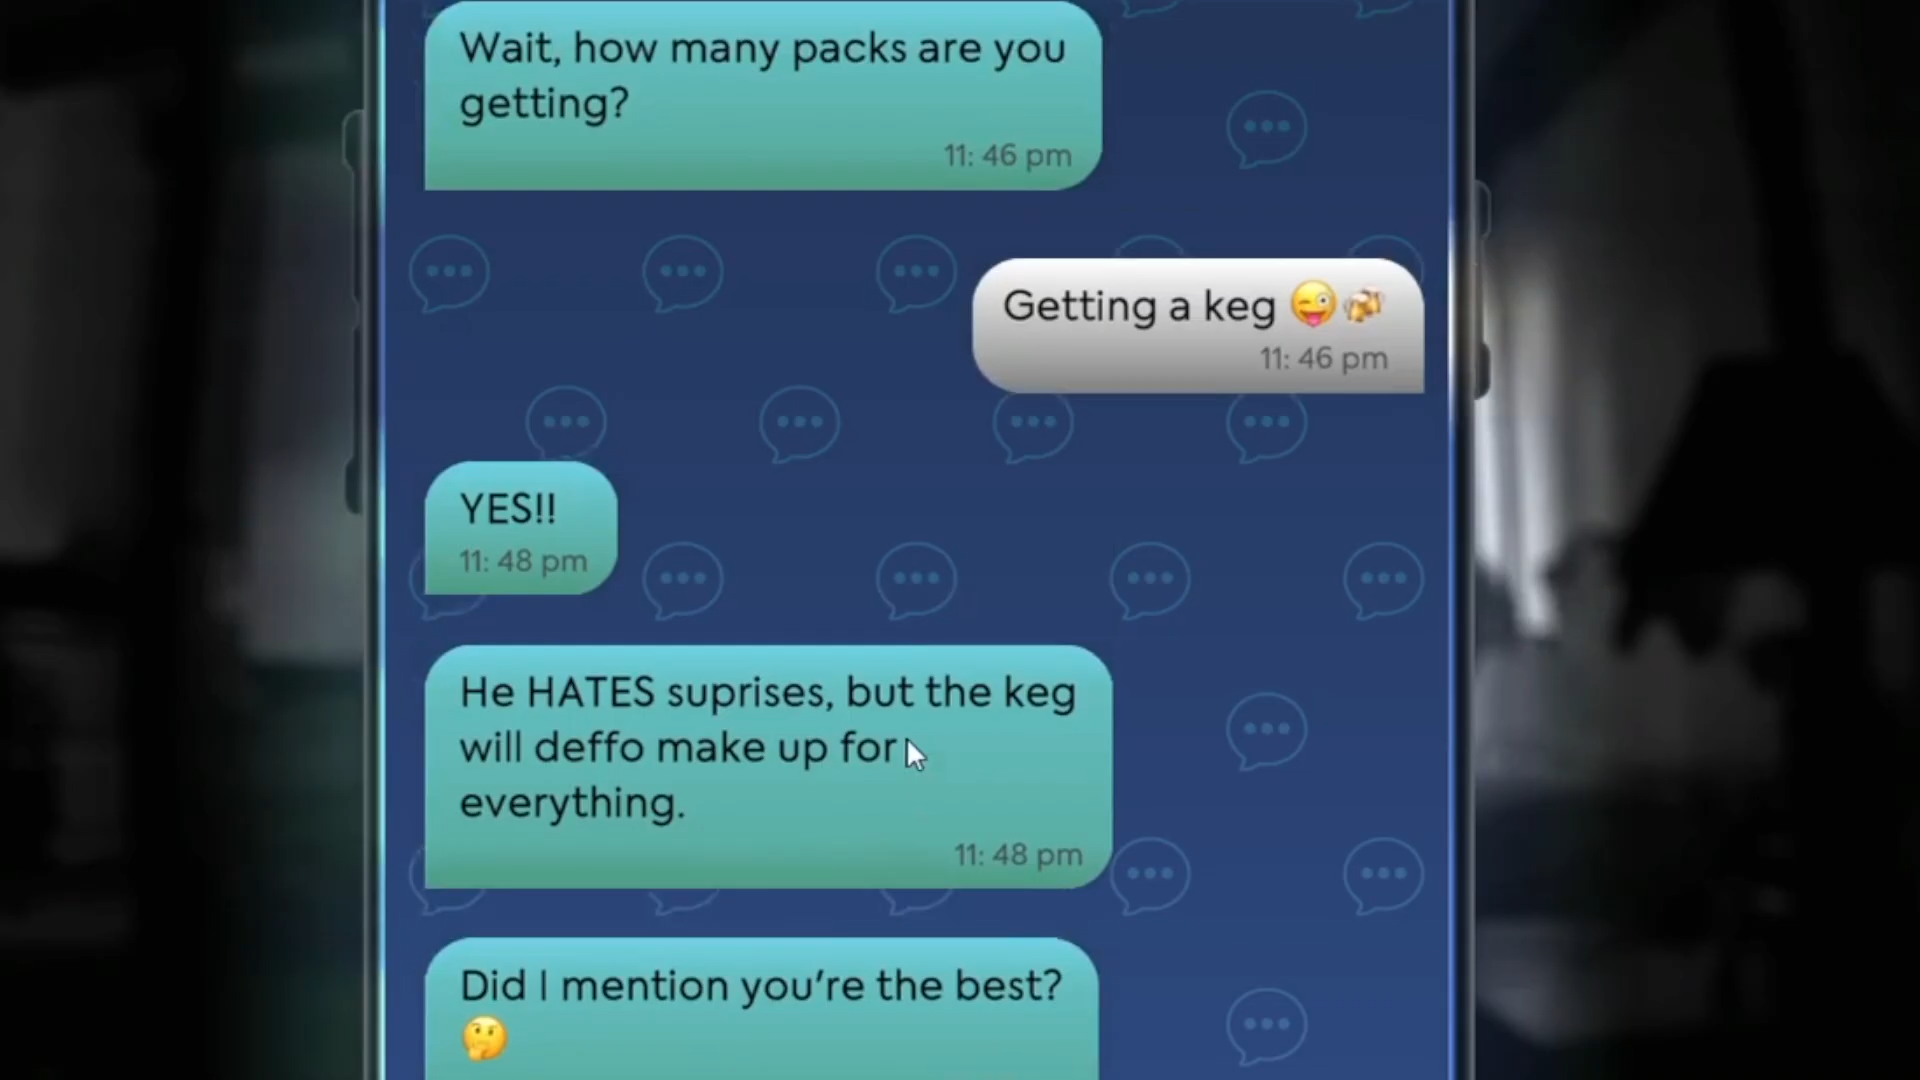 Wait, how many packs are you
getting?
11: 46 pm
Getting a keg 😜🍻
11: 46 pm
YES!!
11: 48 pm
He HATES suprises, but the keg
will deffo make up for
everything.
11: 48 pm
Did I mention you're the best?
🤔